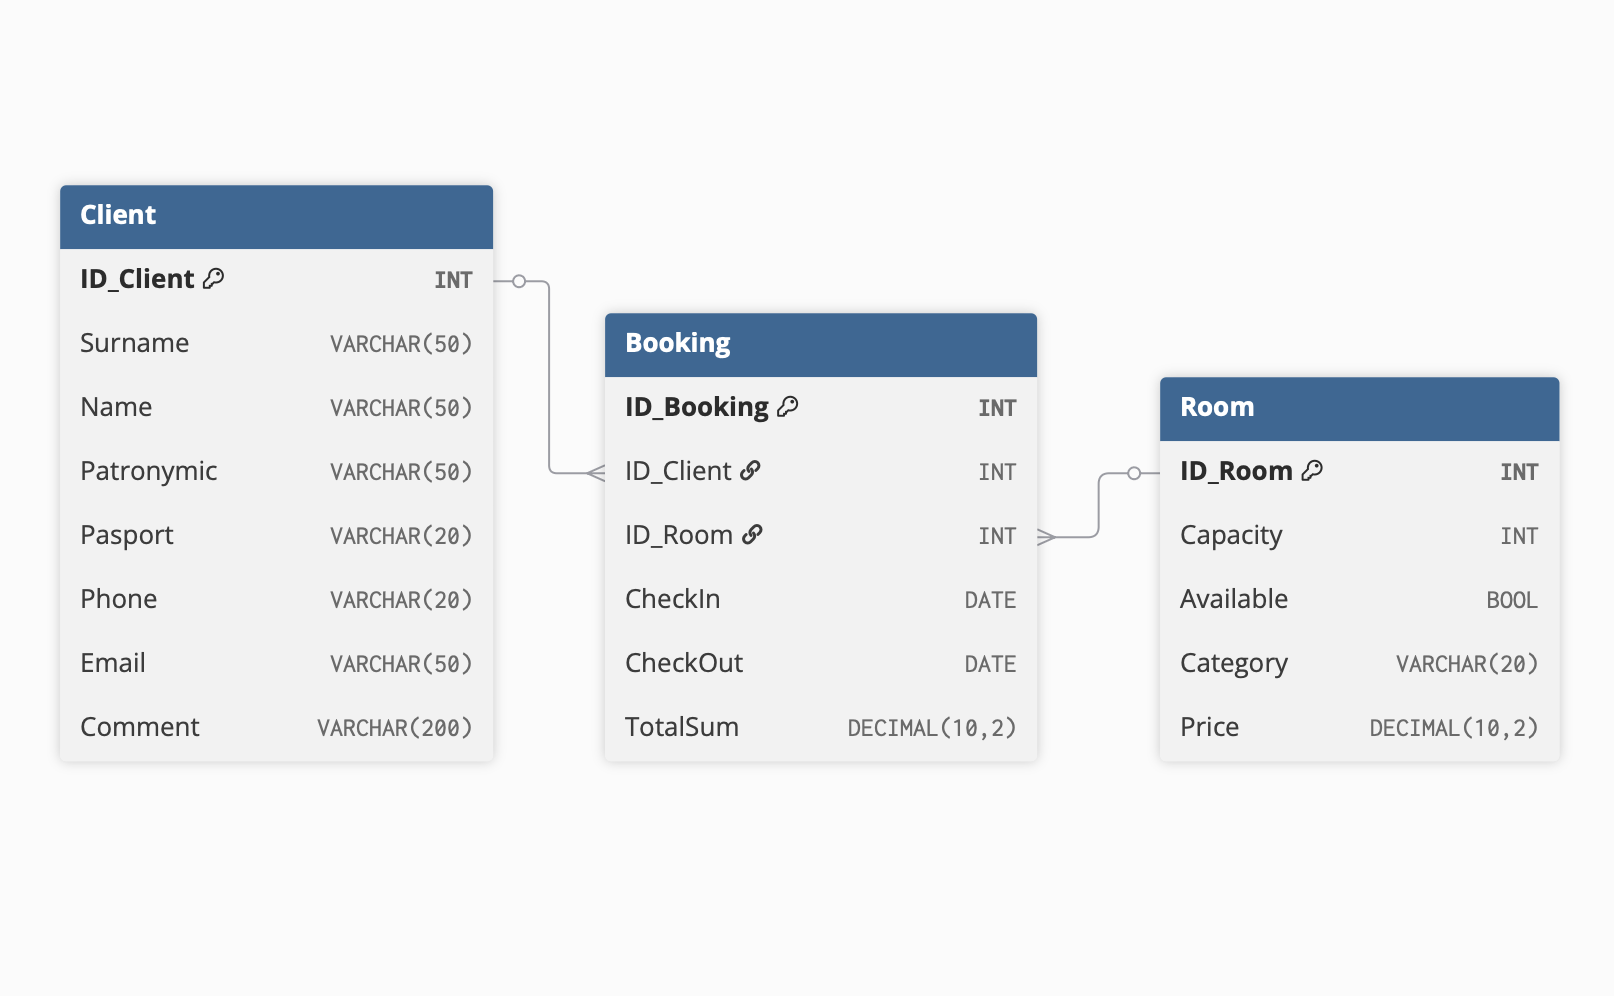 Client
ID_Client INT
Surname VARCHAR(50)
Name VARCHAR(50)
Patronymic VARCHAR(50)
Pasport VARCHAR(20)
Phone VARCHAR(20)
Email VARCHAR(50)
Comment VARCHAR(200)
Booking
ID_Booking INT
ID_Client INT
ID_Room INT
CheckIn DATE
CheckOut DATE
TotalSum DECIMAL(10,2)
Room
ID_Room INT
Capacity INT
Available BOOL
Category VARCHAR(20)
Price DECIMAL(10,2)